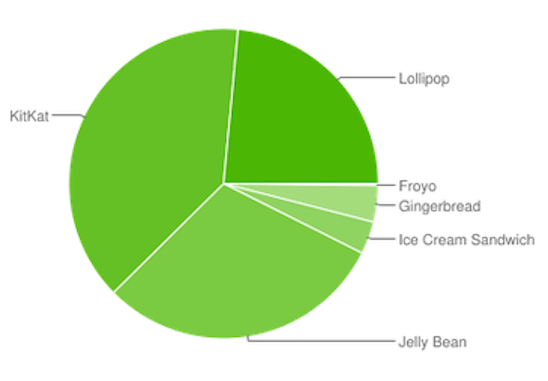 Lollipop
KitKat
Froyo
Gingerbread
Ice Cream Sandwich
Jelly Bean